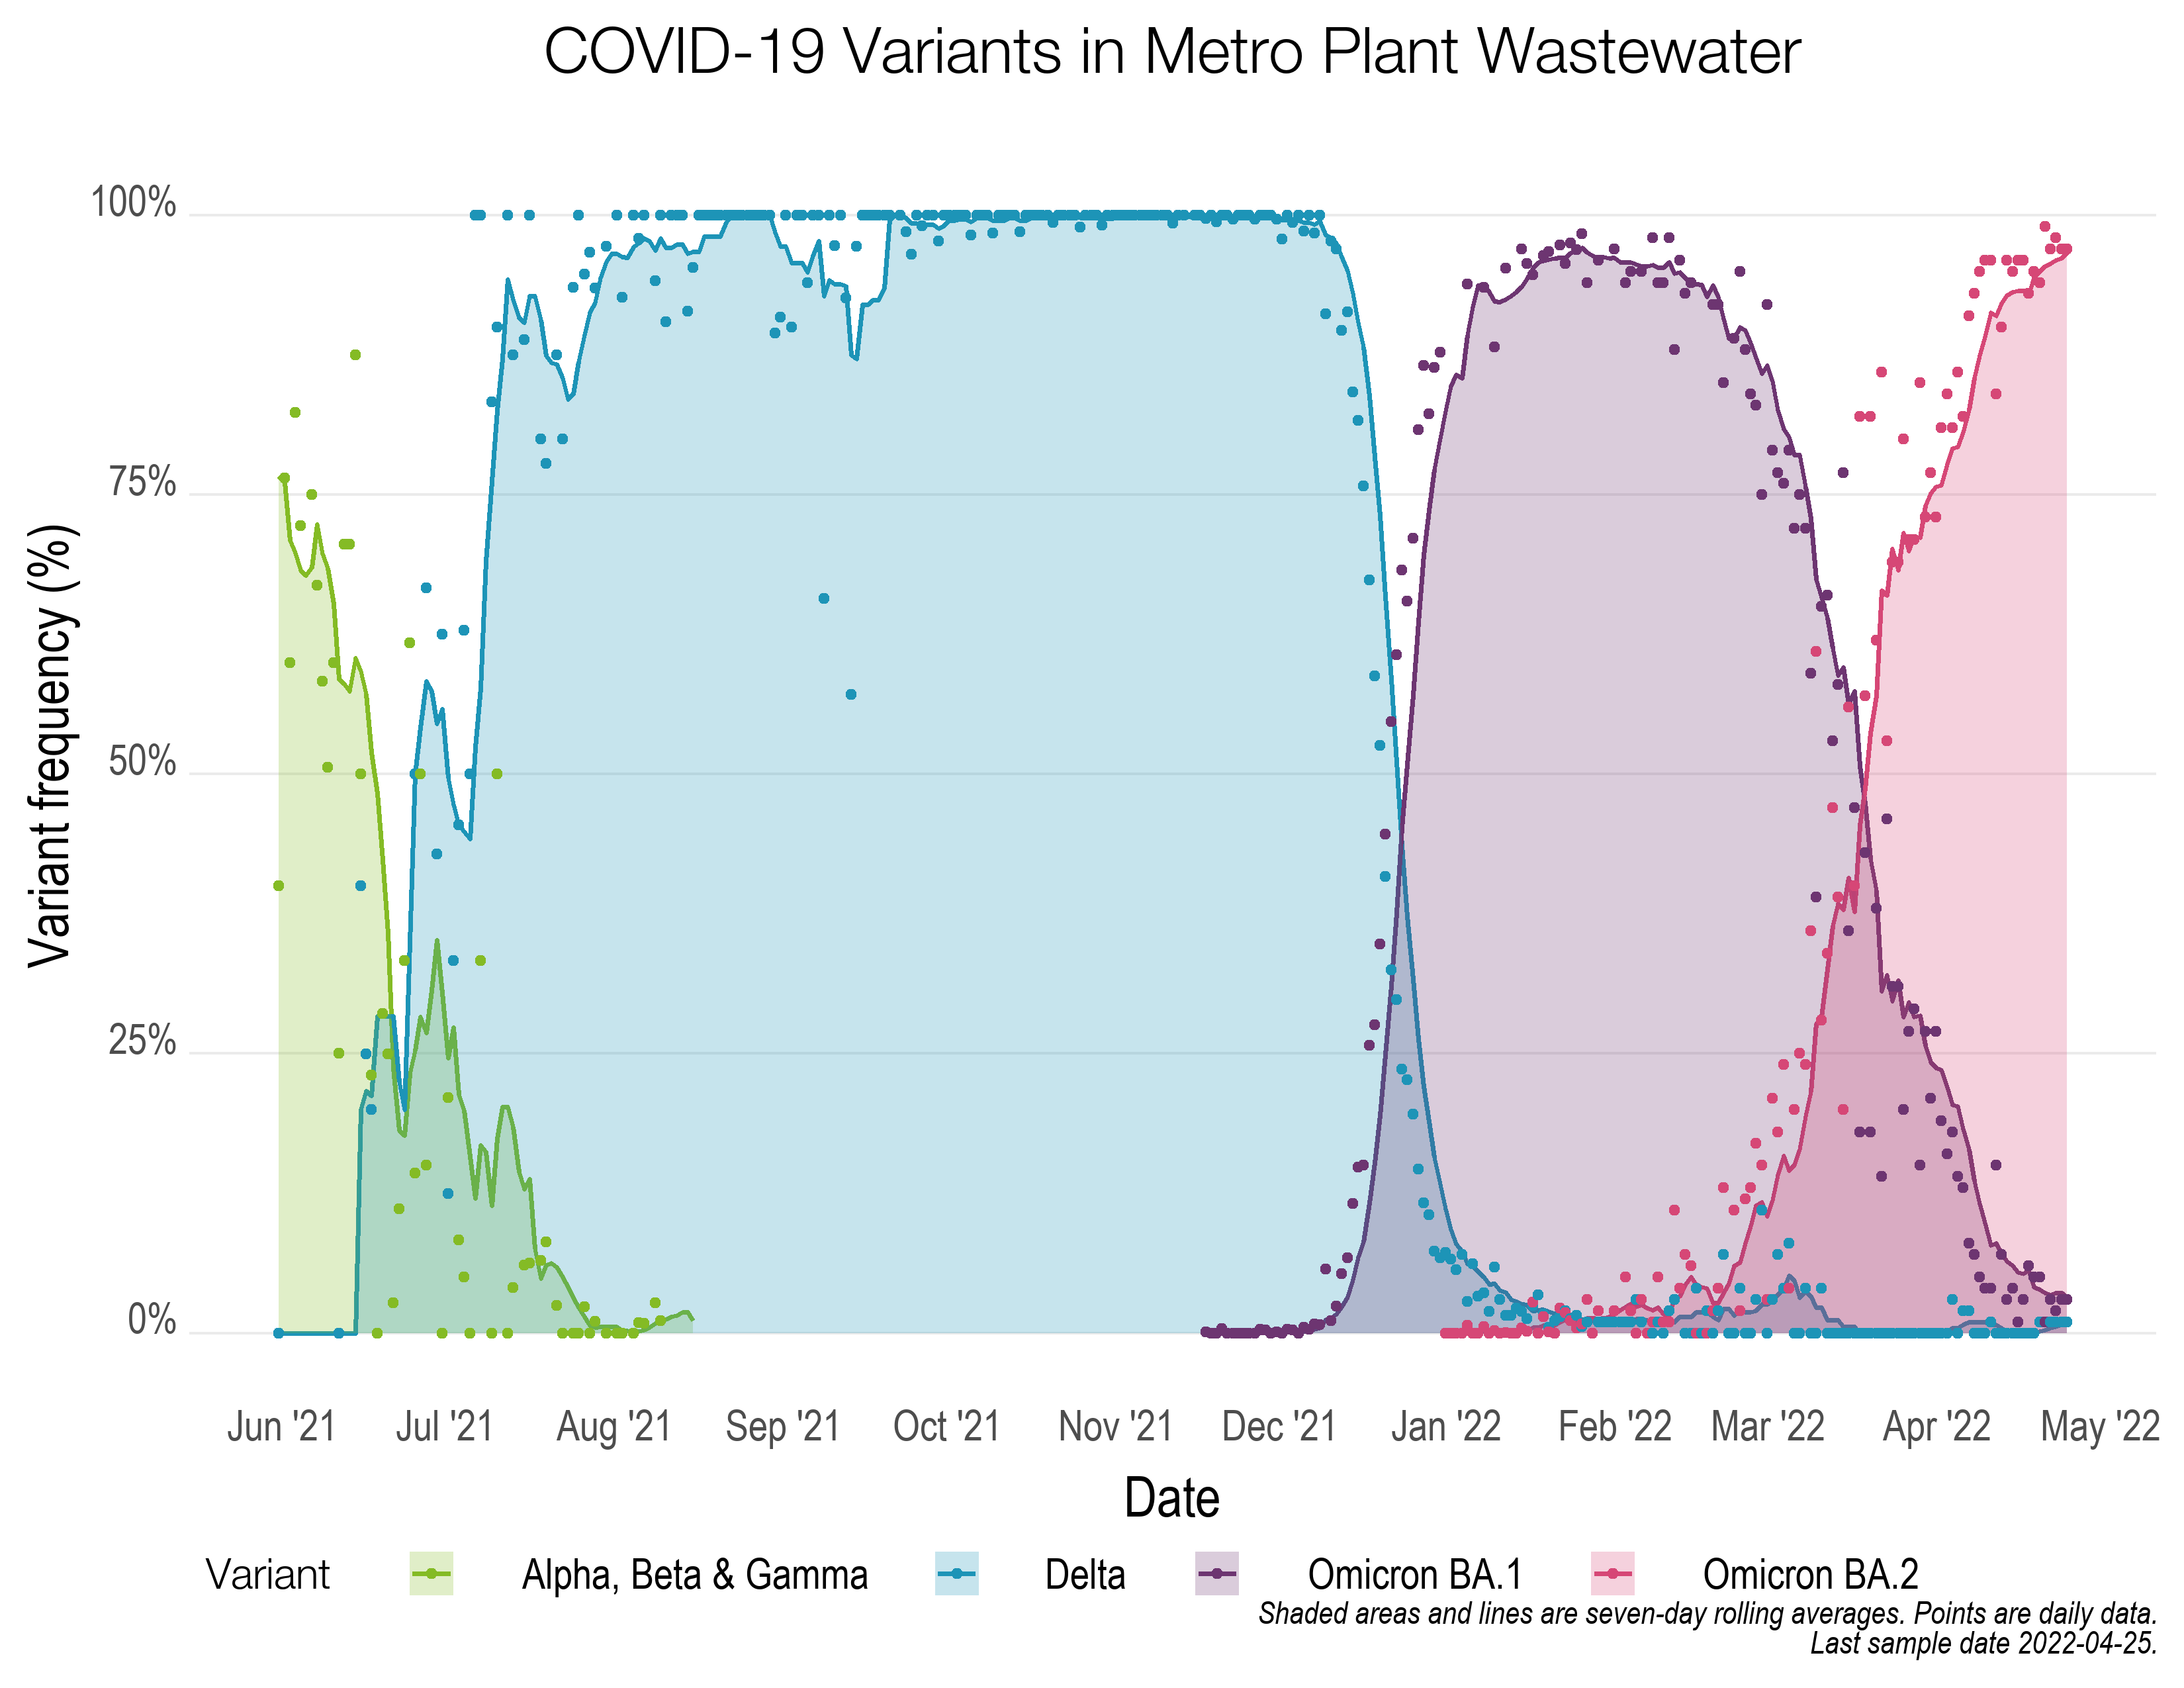 COVID-19 Variants in Metro Plant Wastewater
Variant frequency (%)
100%
75%
50%
25%
0%
Jun '21 Jul '21 Aug '21 Sep '21 Oct '21 Nov '21 Dec '21 Jan '22 Feb '22 Mar '22 Apr '22 May '22
Date
Variant Alpha, Beta & Gamma Delta Omicron BA.1 Omicron BA.2
Shaded areas and lines are seven-day rolling averages. Points are daily data.
Last sample date 2022-04-25.